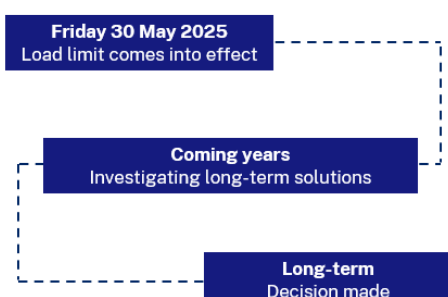 Friday 30 May 2025
Load limit comes into effect
Coming years
Investigating long-term solutions
Long-term
Decision made